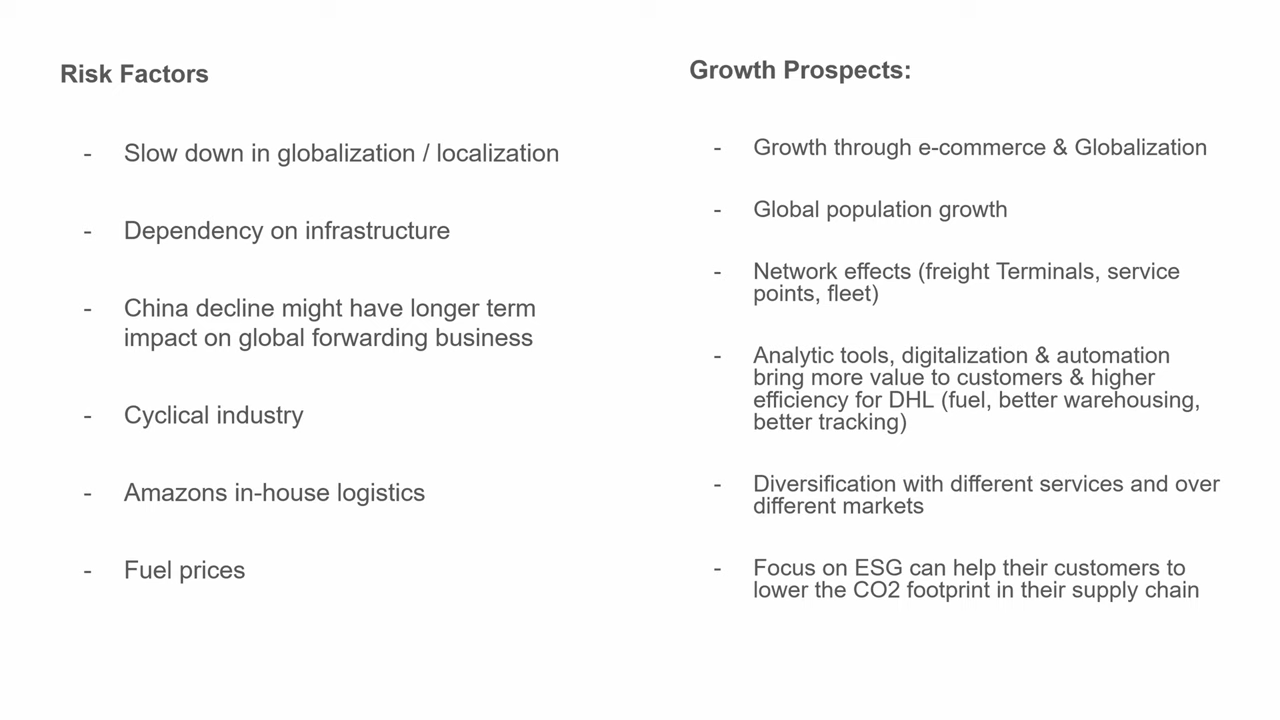 Risk Factors
- Slow down in globalization / localization
- Dependency on infrastructure
- China decline might have longer term
impact on global forwarding business
- Cyclical industry
- Amazons in-house logistics
- Fuel prices
Growth Prospects:
- Growth through e-commerce & Globalization
- Global population growth
- Network effects (freight Terminals, service
points, fleet)
- Analytic tools, digitalization & automation
bring more value to customers & higher
efficiency for DHL (fuel, better warehousing,
better tracking)
- Diversification with different services and over
different markets
- Focus on ESG can help their customers to
lower the CO2 footprint in their supply chain